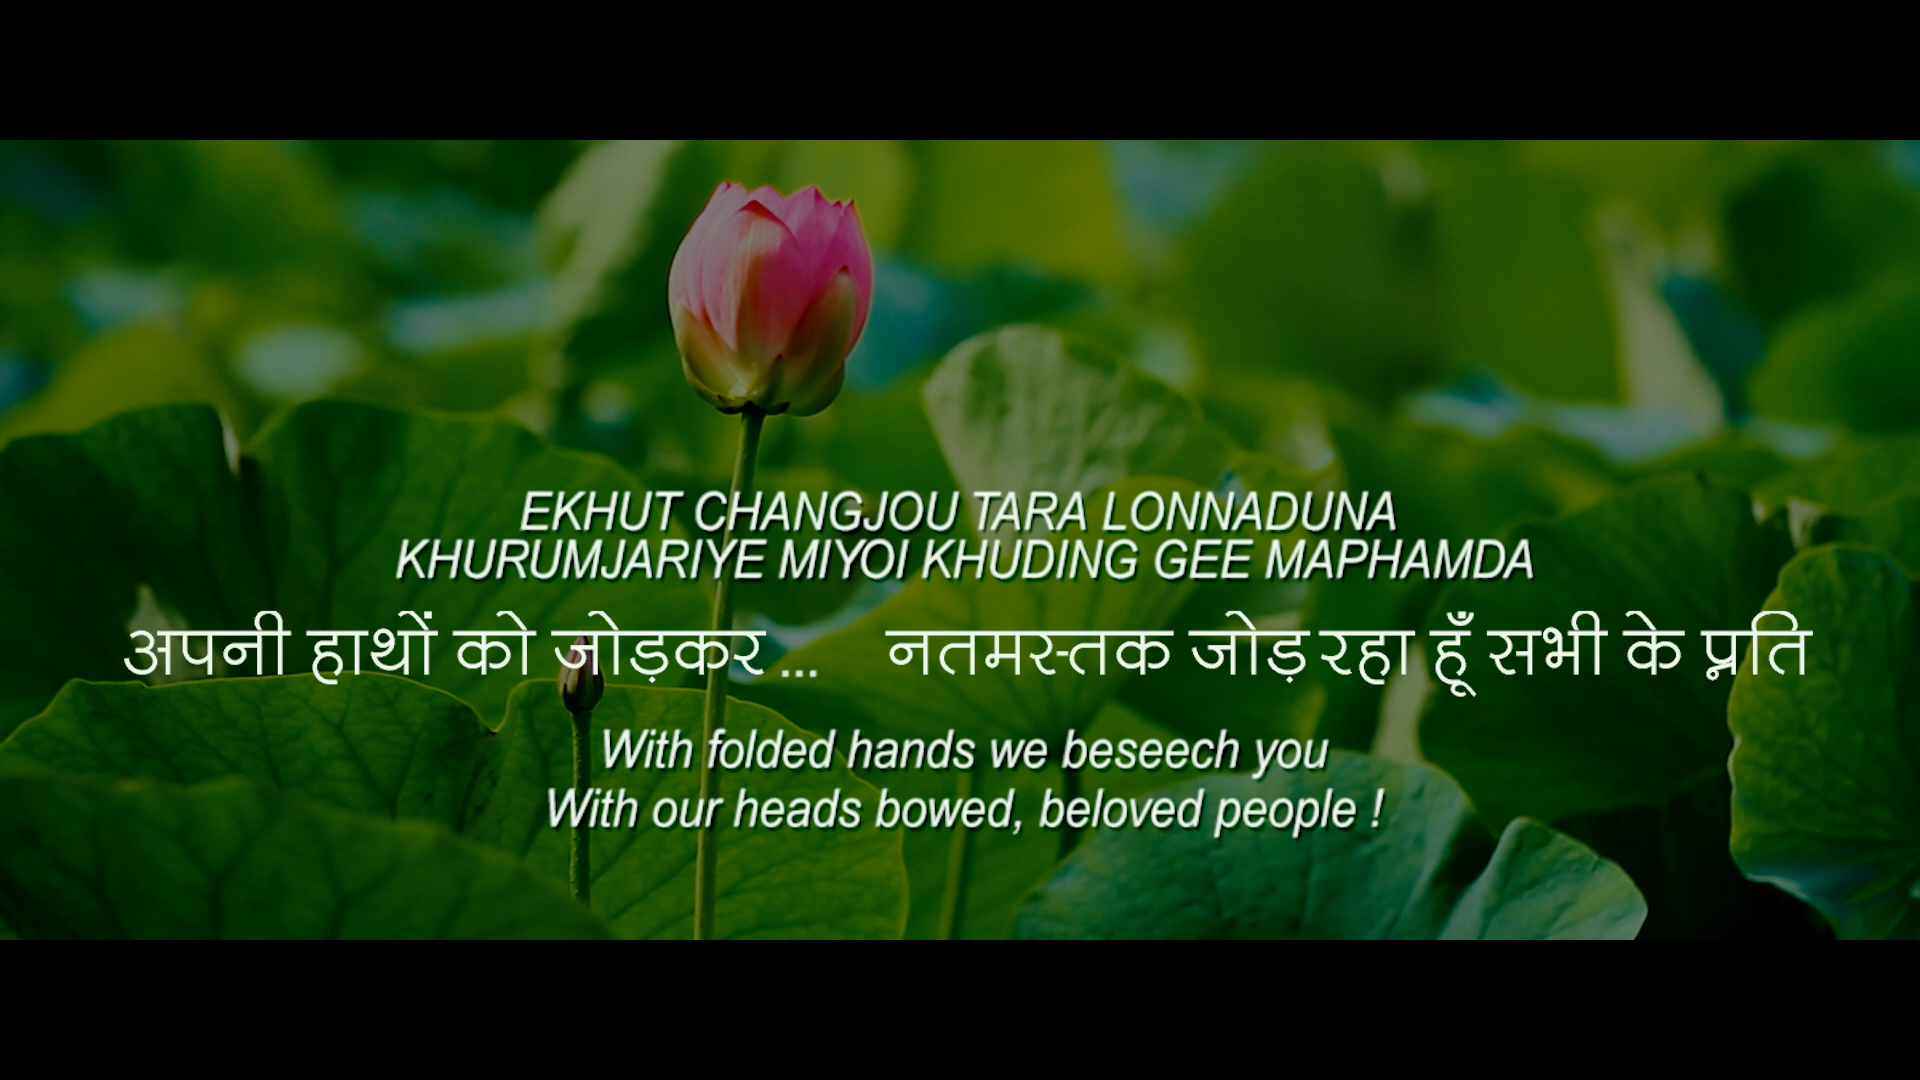 EKHUT CHANGJOU TARA LONNADUNA
KHURUMJARIYE MIYOI KHUDING GEE MAPHAMDA
अपनी हाथों को जोड़कर ... नतमस्तक जोड़ रहा हूँ सभी के प्रति
With folded hands we beseech you
With our heads bowed, beloved people !